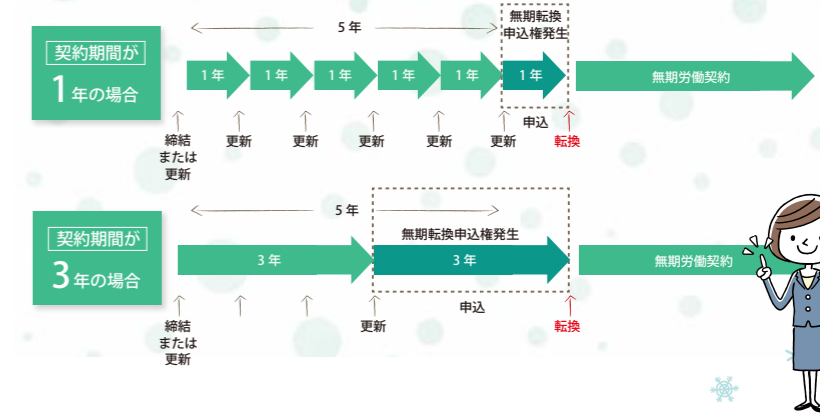 契約期間が
1年の場合
5年
無期転換
申込権発生
1年
1年
1年
1年
1年
1年
無期労働契約
締結
または
更新
更新
更新
更新
更新
更新
申込
転換
契約期間が
3年の場合
5年
無期転換申込権発生
3年
3年
無期労働契約
締結
または
更新
更新
申込
転換